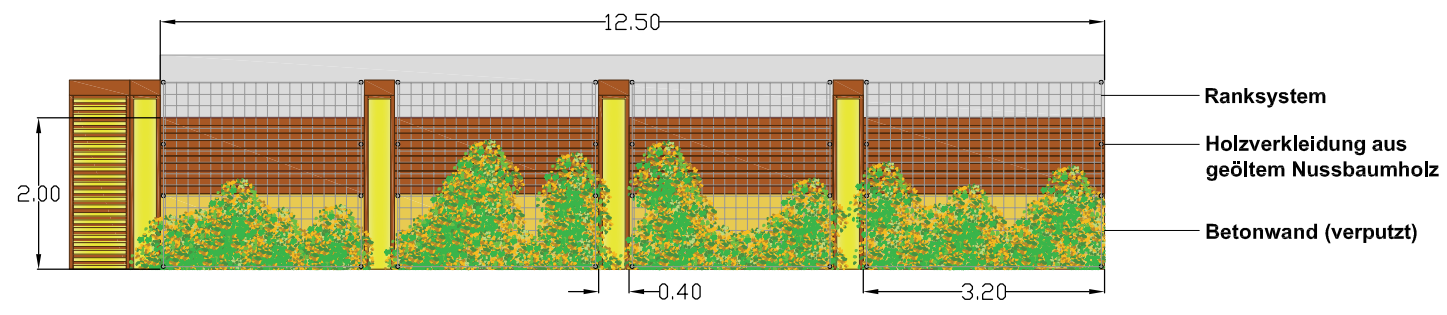 12.50
Ranksystem
Holzverkleidung aus
geöltem Nussbaumholz
2.00
Betonwand (verputzt)
0.40
3.20